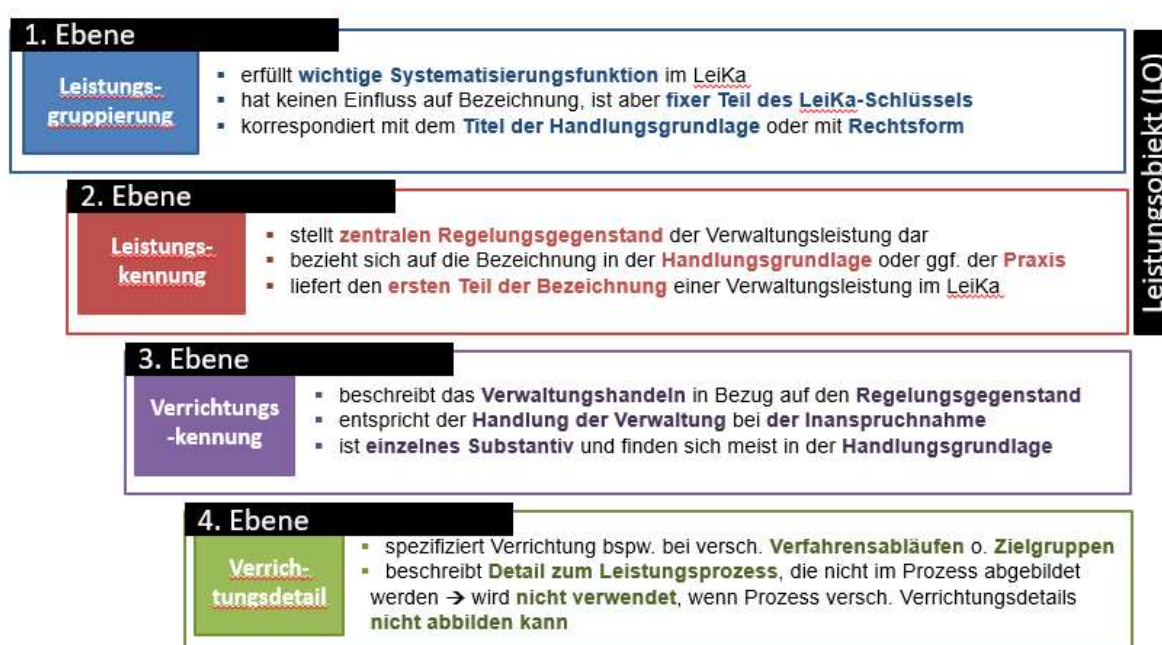 1. Ebene
Leistungs-
gruppierung
▪ erfüllt wichtige Systematisierungsfunktion im LeiKa
▪ hat keinen Einfluss auf Bezeichnung, ist aber fixer Teil des LeiKa-Schlüssels
▪ korrespondiert mit dem Titel der Handlungsgrundlage oder mit Rechtsform
Leistungsobjekt (LO)
2. Ebene
Leistungs-
kennung
▪ stellt zentralen Regelungsgegenstand der Verwaltungsleistung dar
▪ bezieht sich auf die Bezeichnung in der Handlungsgrundlage oder ggf. der Praxis
▪ liefert den ersten Teil der Bezeichnung einer Verwaltungsleistung im LeiKa
3. Ebene
Verrichtungs
-kennung
▪ beschreibt das Verwaltungshandeln in Bezug auf den Regelungsgegenstand
▪ entspricht der Handlung der Verwaltung bei der Inanspruchnahme
▪ ist einzelnes Substantiv und finden sich meist in der Handlungsgrundlage
4. Ebene
Verrich-
tungsdetail
▪ spezifiziert Verrichtung bspw. bei versch. Verfahrensabläufen o. Zielgruppen
▪ beschreibt Detail zum Leistungsprozess, die nicht im Prozess abgebildet
werden → wird nicht verwendet, wenn Prozess versch. Verrichtungsdetails
nicht abbilden kann